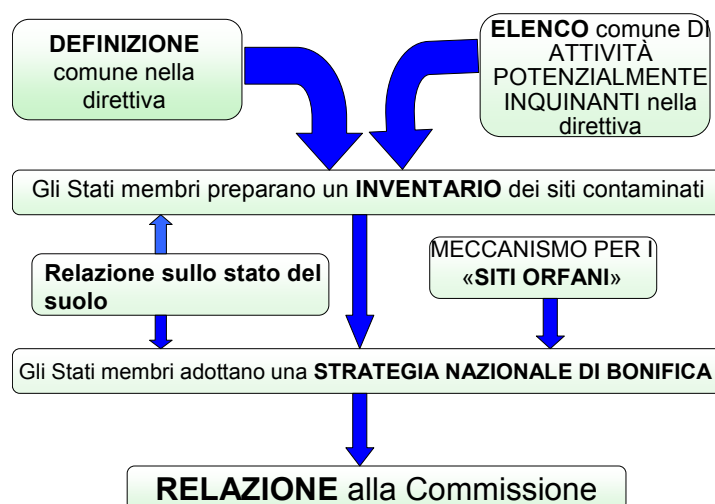 DEFINIZIONE
comune nella
direttiva
ELENCO comune DI
ATTIVITÀ
POTENZIALMENTE
INQUINANTI nella
direttiva
Gli Stati membri preparano un INVENTARIO dei siti contaminati
Relazione sullo stato del
suolo
MECCANISMO PER I
«SITI ORFANI»
Gli Stati membri adottano una STRATEGIA NAZIONALE DI BONIFICA
RELAZIONE alla Commissione